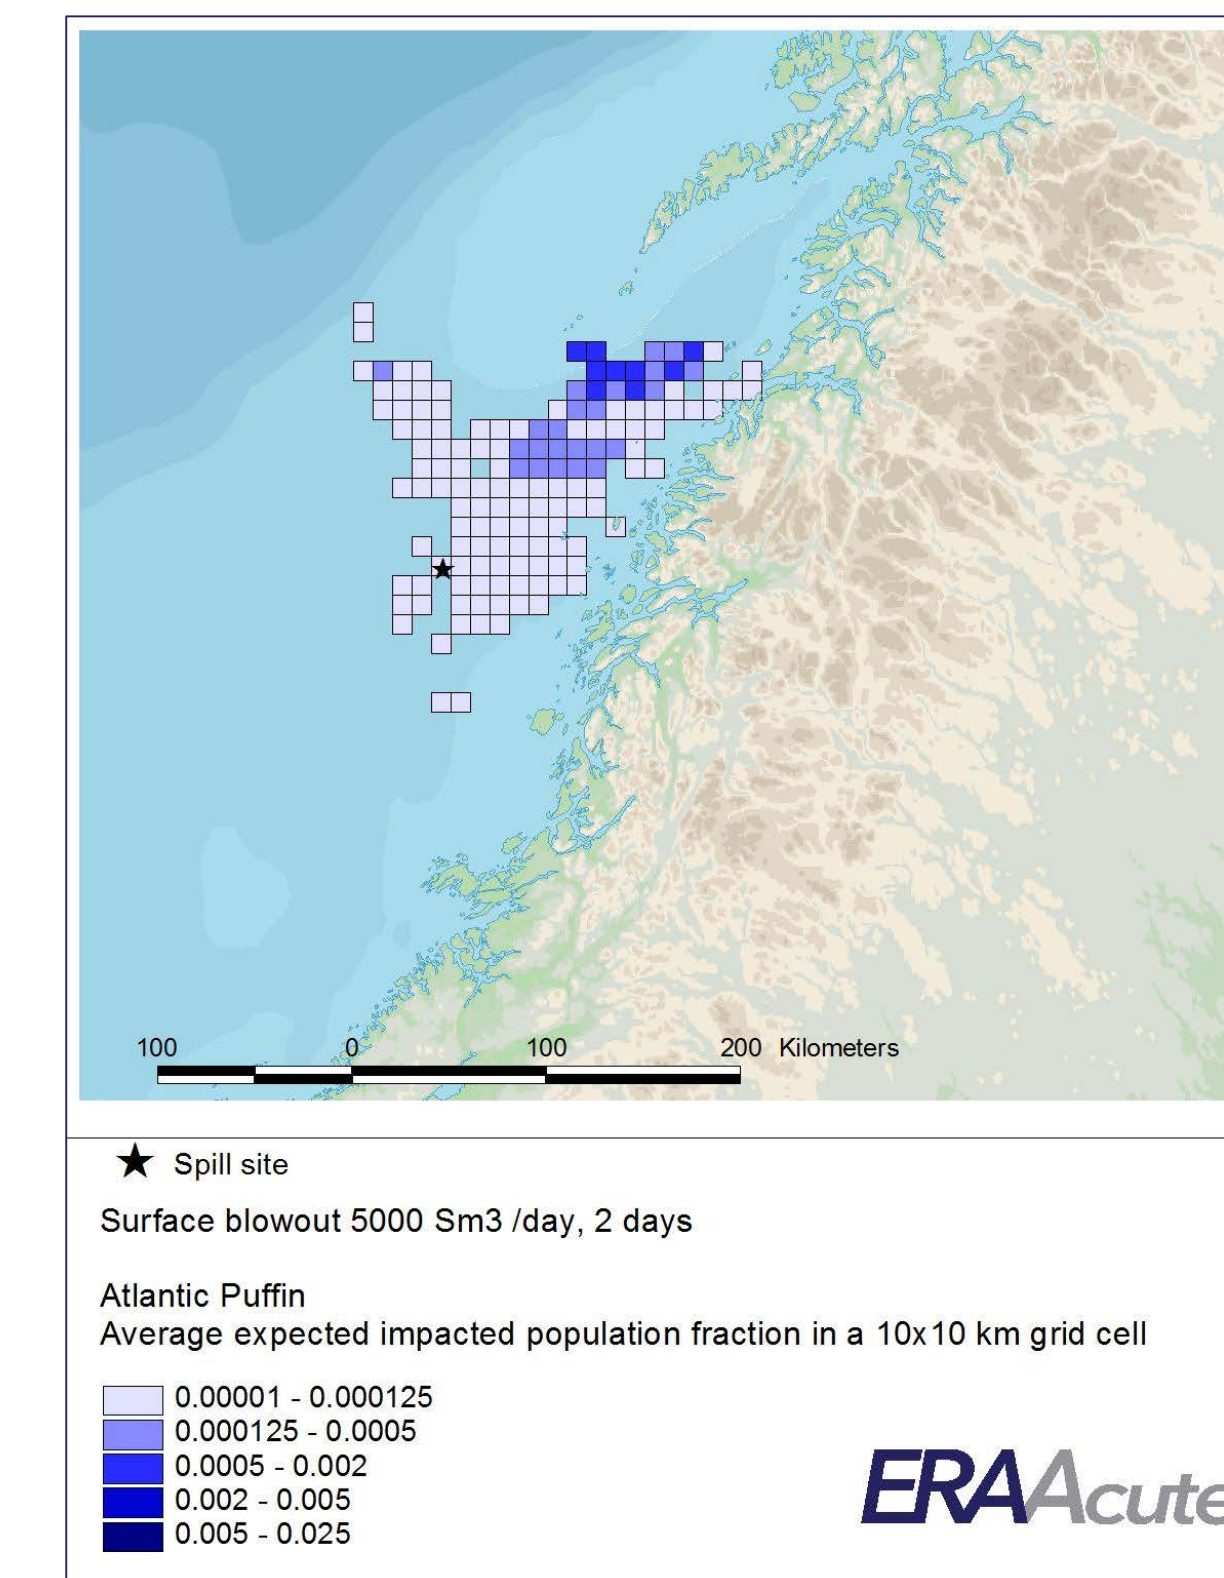 100 0 100 200 Kilometers
Spill site
Surface blowout 5000 Sm3 /day, 2 days
Atlantic Puffin
Average expected impacted population fraction in a 10x10 km grid cell
0.00001 - 0.000125
0.000125 - 0.0005
0.0005 - 0.002
0.002 - 0.005
0.005 - 0.025
ERAAcute